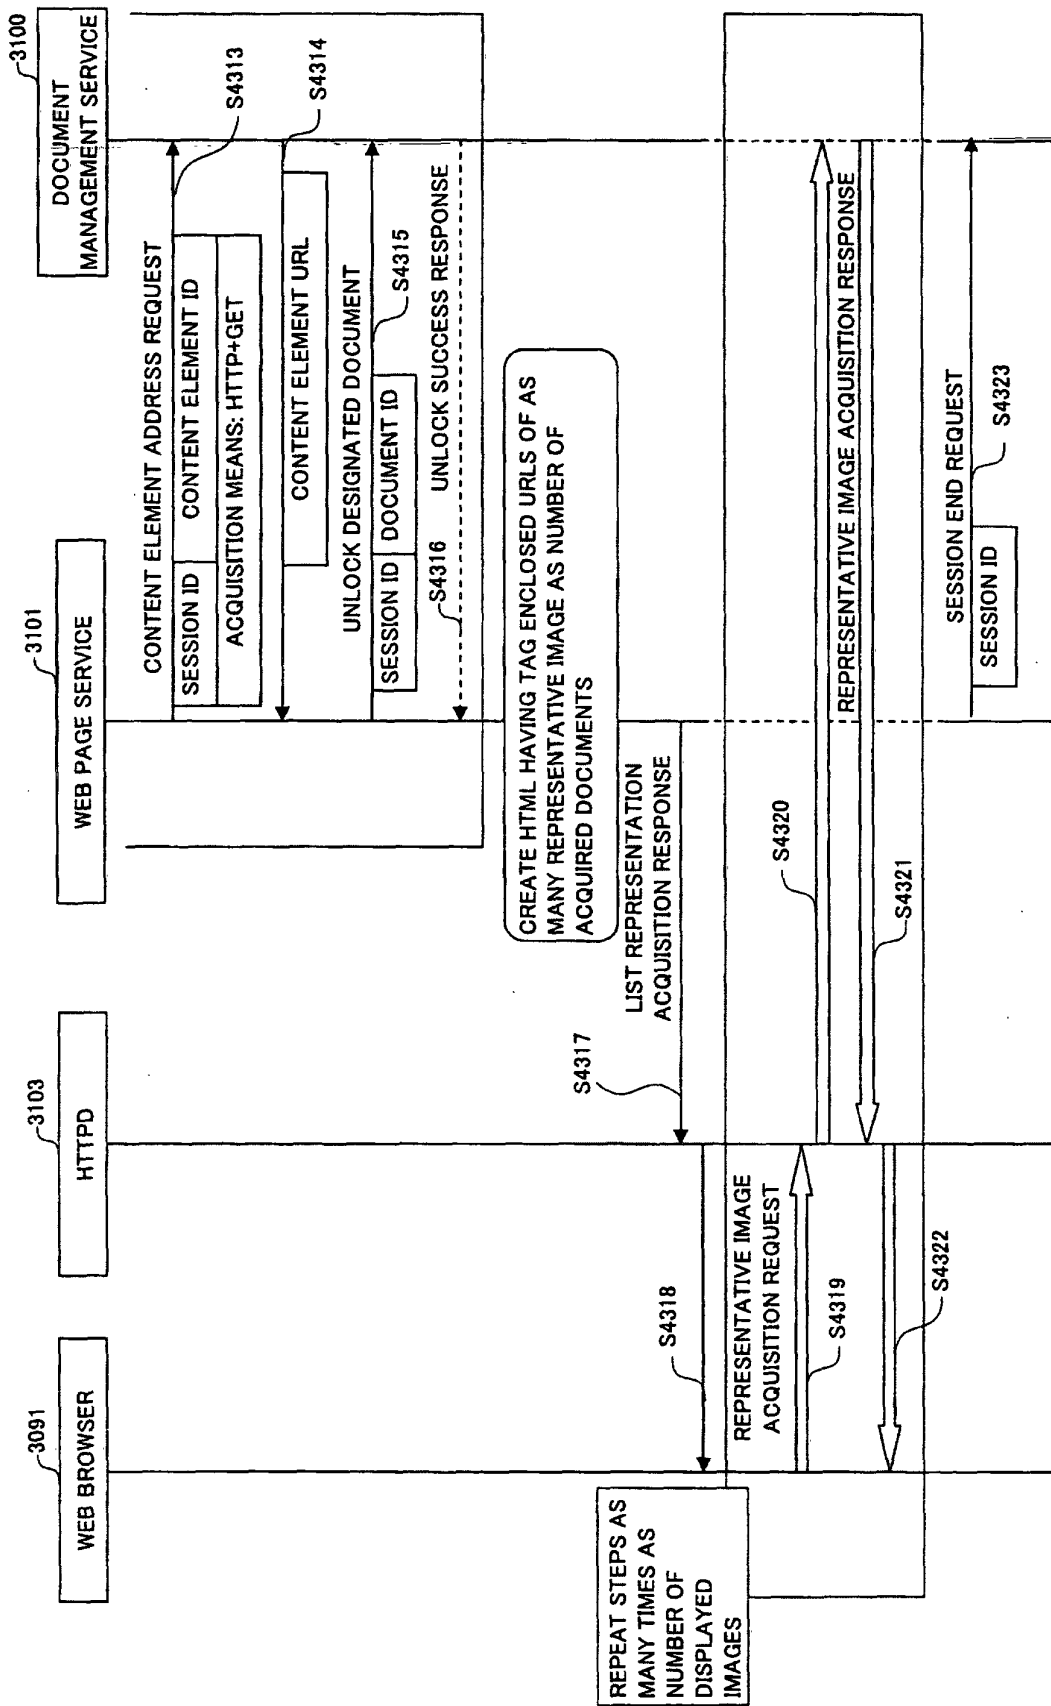 WEB BROWSER
3091
HTTPD
3103
WEB PAGE SERVICE
3101
DOCUMENT
MANAGEMENT SERVICE
3100
CONTENT ELEMENT ADDRESS REQUEST
SESSION ID
CONTENT ELEMENT ID
ACQUISITION MEANS: HTTP+GET
S4313
CONTENT ELEMENT URL
S4314
UNLOCK DESIGNATED DOCUMENT
SESSION ID
DOCUMENT ID
S4315
S4316
UNLOCK SUCCESS RESPONSE
CREATE HTML HAVING TAG ENCLOSED URLS OF AS
MANY REPRESENTATIVE IMAGE AS NUMBER OF
ACQUIRED DOCUMENTS
LIST REPRESENTATION
ACQUISITION RESPONSE
S4317
S4318
REPEAT STEPS AS
MANY TIMES AS
NUMBER OF
DISPLAYED
IMAGES
REPRESENTATIVE IMAGE
ACQUISITION REQUEST
S4319
S4320
REPRESENTATIVE IMAGE ACQUISITION RESPONSE
S4321
S4322
SESSION END REQUEST
SESSION ID
S4323